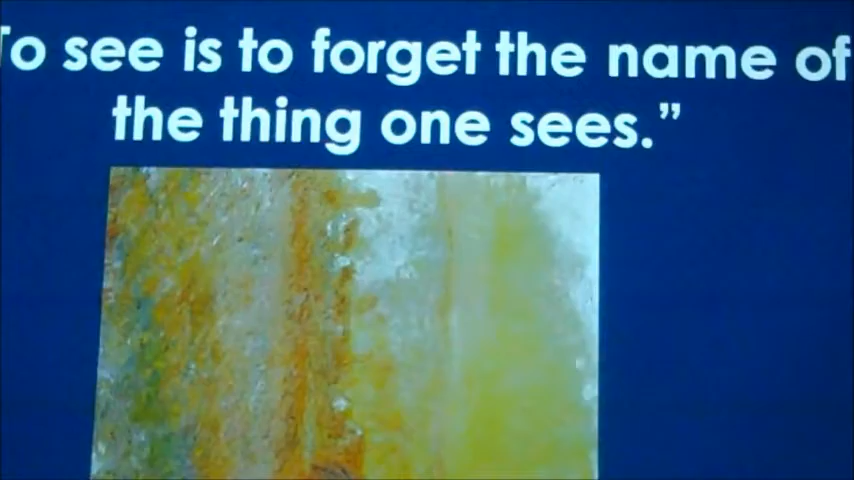 To see is to forget the name of
the thing one sees.”